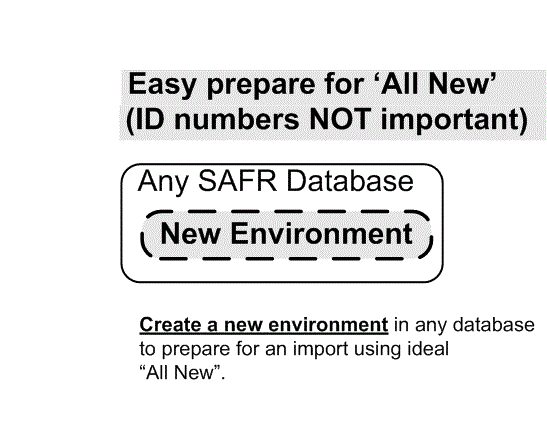 Easy prepare for ‘All New’
(ID numbers NOT important)
Any SAFR Database
New Environment
Create a new environment in any database
to prepare for an import using ideal
“All New”.